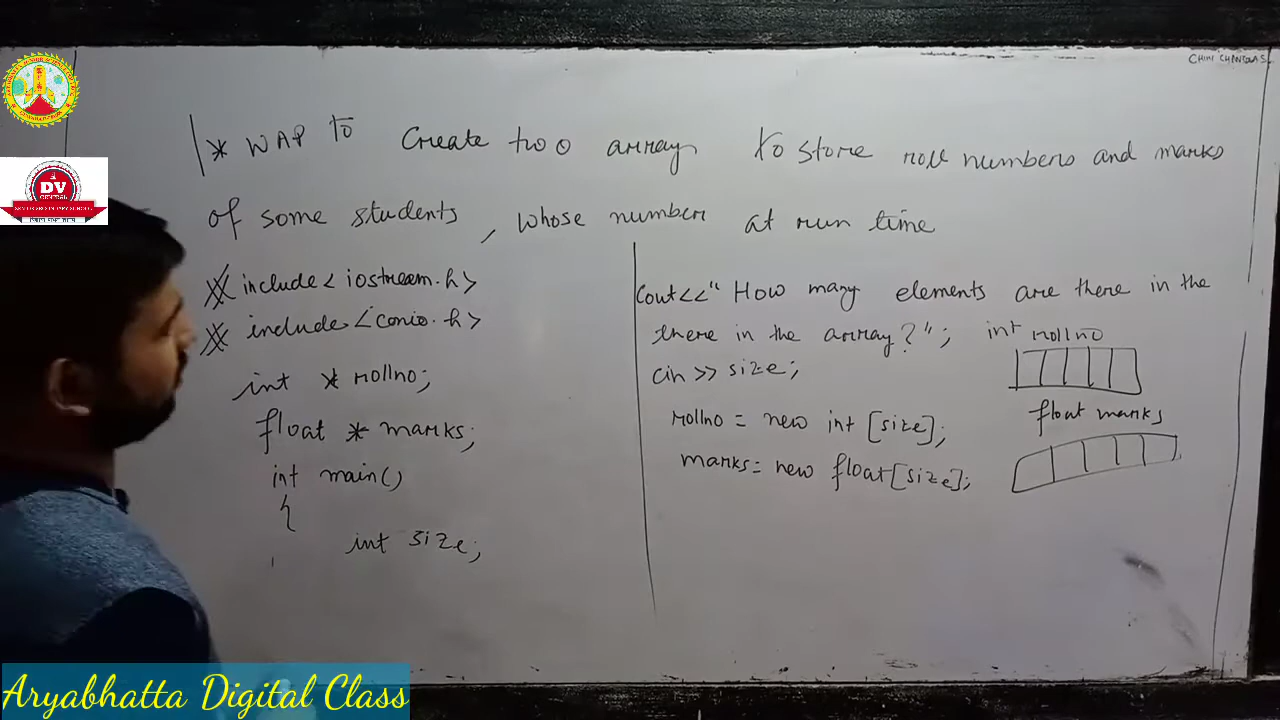 CHINI CHAMPUAS
/* WAP to Create two array to store roll numbers and marks
of some students, whose number at run time
# include< iostream.h>
# include <conio.h>
int * rollno;
float * marks;
int main()
{
int size;
Cout<<" How many elements are there in the
there in the array?";
Cin >> size;
rollno = new int [size];
marks= new float[size];
int rollno
float marks
DV
Aryabhatta Digital Class